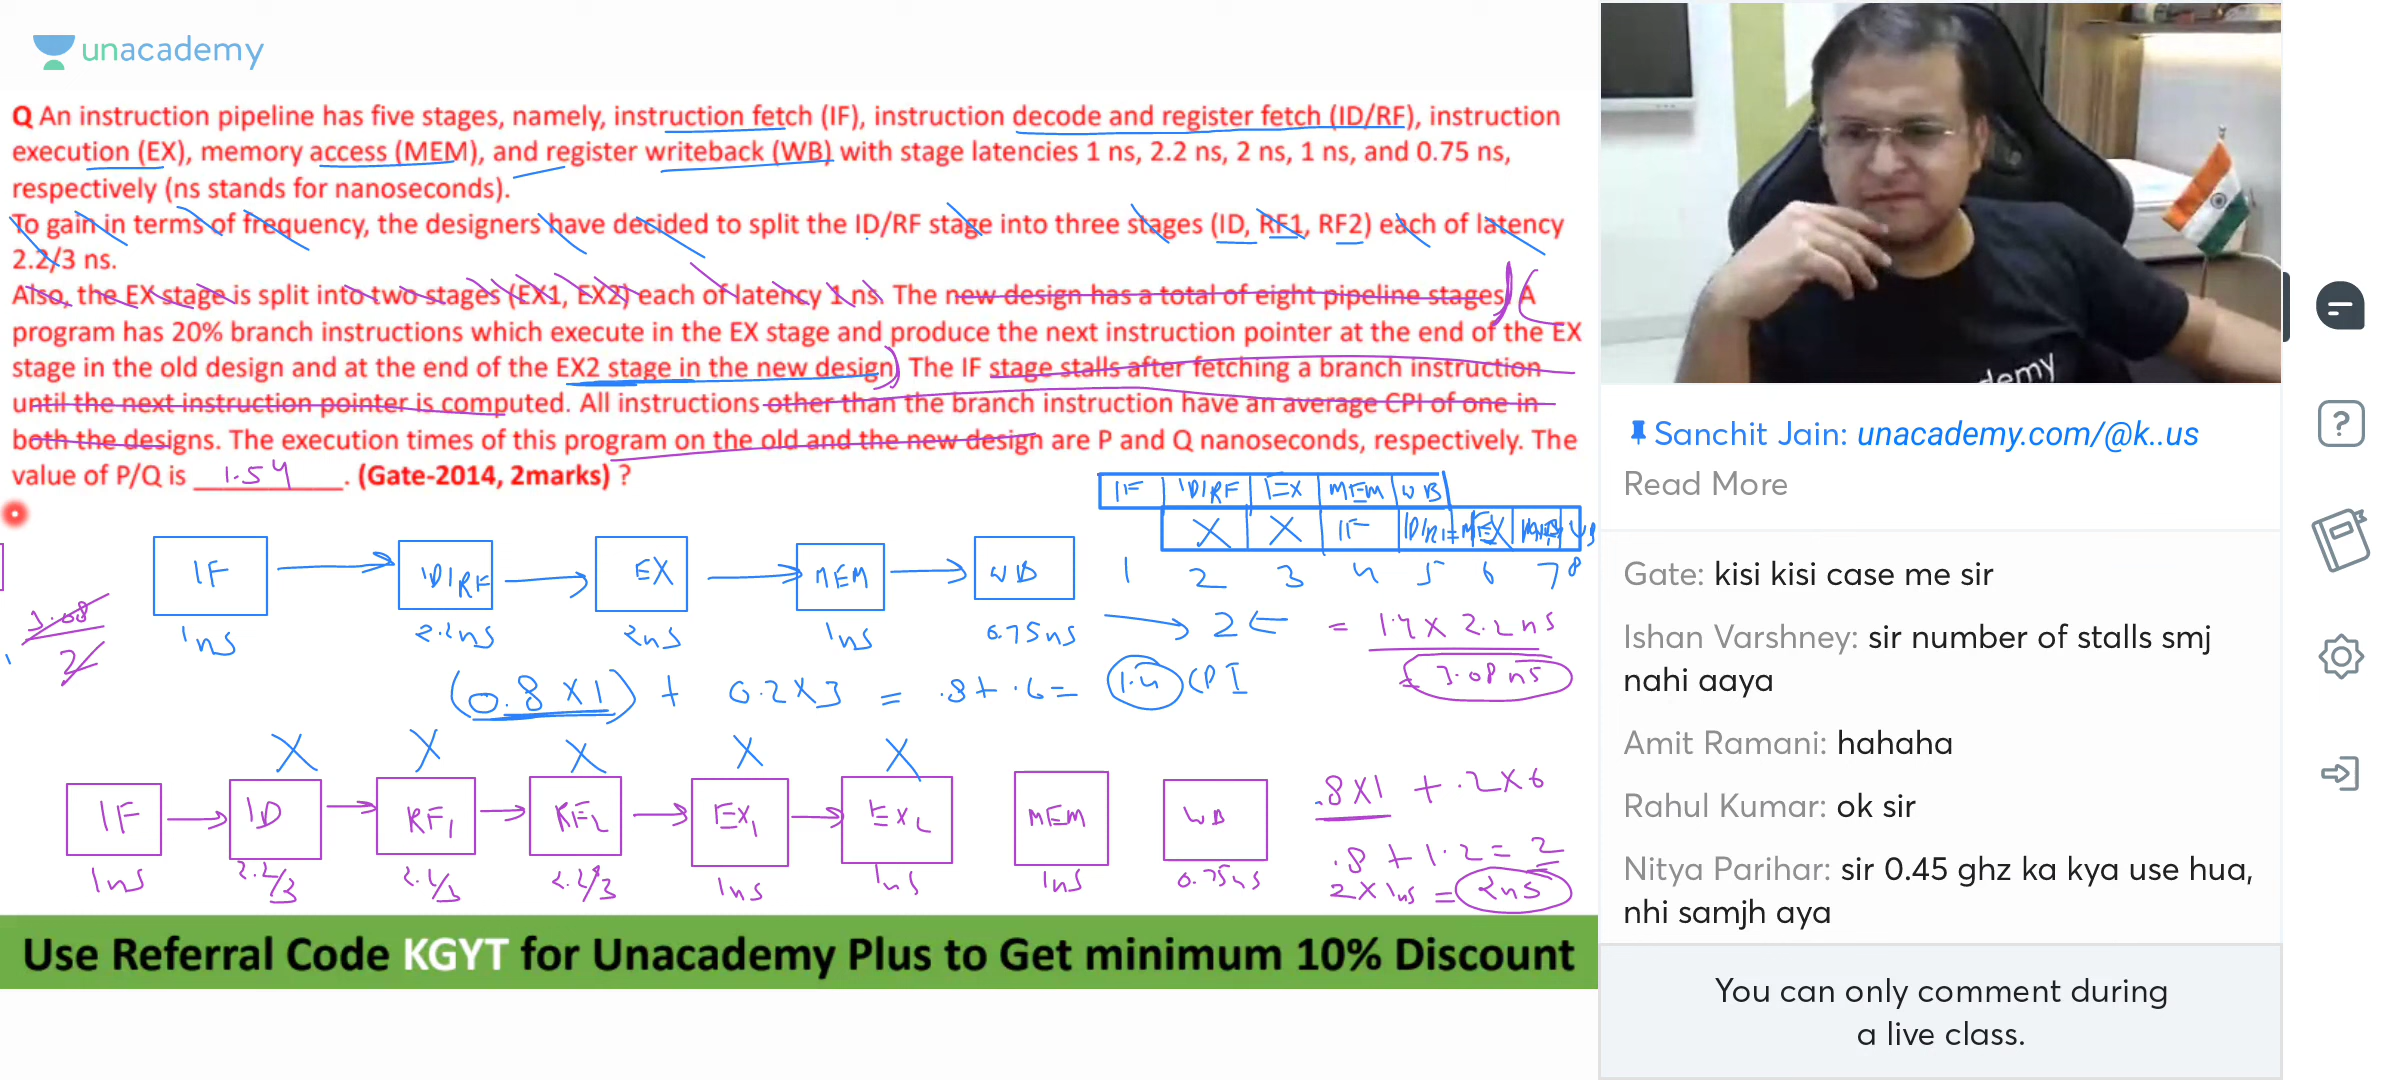 unacademy
Q An instruction pipeline has five stages, namely, instruction fetch (IF), instruction decode and register fetch (ID/RF), instruction
execution (EX), memory access (MEM), and register writeback (WB) with stage latencies 1 ns, 2.2 ns, 2 ns, 1 ns, and 0.75 ns,
respectively (ns stands for nanoseconds).
To gain in terms of frequency, the designers have decided to split the ID/RF stage into three stages (ID, RF1, RF2) each of latency
2.2/3 ns.
Also, the EX stage is split into two stages (EX1, EX2) each of latency 1 ns. The new design has a total of eight pipeline stages. A
program has 20% branch instructions which execute in the EX stage and produce the next instruction pointer at the end of the EX
stage in the old design and at the end of the EX2 stage in the new design. The IF stage stalls after fetching a branch instruction
until the next instruction pointer is computed. All instructions other than the branch instruction have an average CPI of one in
both the designs. The execution times of this program on the old and the new design are P and Q nanoseconds, respectively. The
value of P/Q is 1.54. (Gate-2014, 2marks) ?
IF ID/RF EX MEM WB
X X IF
1 2 3 4 5 6 7 8
IF ID/RF EX MEM WB
1ns 2.2ns 2ns 1ns 0.75ns
3.08
2
2 = 1.4 X 2.2ns
= 3.08ns
(0.8 X 1) + 0.2 X 3 = .8 + .6 = 1.4 CPI
X X X X X
IF ID RF1 RF2 EX1 EX2 MEM WB
1ns 2.2/3 2.2/3 2.2/3 1ns 1ns 1ns 0.75ns
.8X1 + .2X6
.8 + 1.2 = 2
2 X 1ns = 2ns
Use Referral Code KGYT for Unacademy Plus to Get minimum 10% Discount
demy
Sanchit Jain: unacademy.com/@k..us
Read More
Gate: kisi kisi case me sir
Ishan Varshney: sir number of stalls smj
nahi aaya
Amit Ramani: hahaha
Rahul Kumar: ok sir
Nitya Parihar: sir 0.45 ghz ka kya use hua,
nhi samjh aya
You can only comment during
a live class.